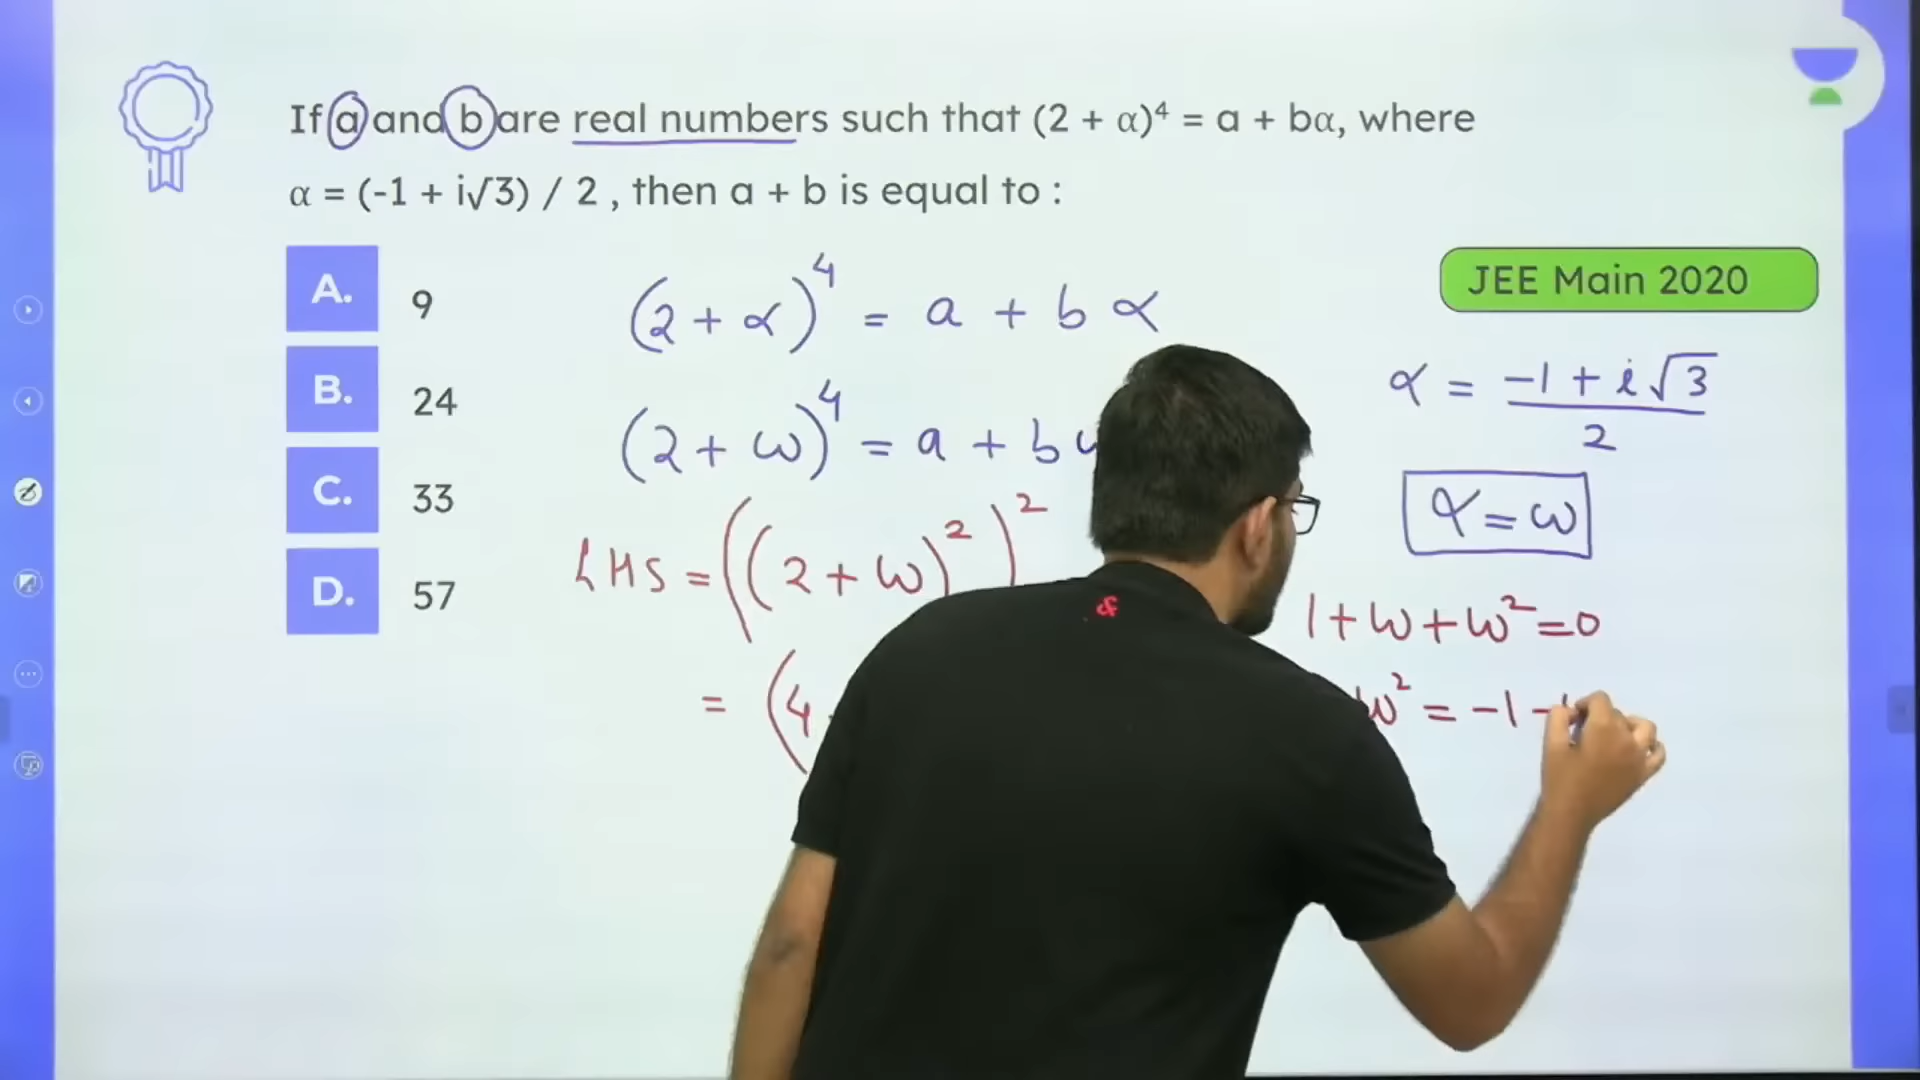 If a and b are real numbers such that (2 + α)⁴ = a + bα, where
α = (-1 + i√3) / 2 , then a + b is equal to :
A. 9
B. 24
C. 33
D. 57
JEE Main 2020
(2 + α)⁴ = a + b α
α = (-1 + i√3) / 2
(2 + ω)⁴ = a + b
α = ω
LHS = ((2 + ω)²)²
1 + ω + ω² = 0
= (4
ω² = -1 -